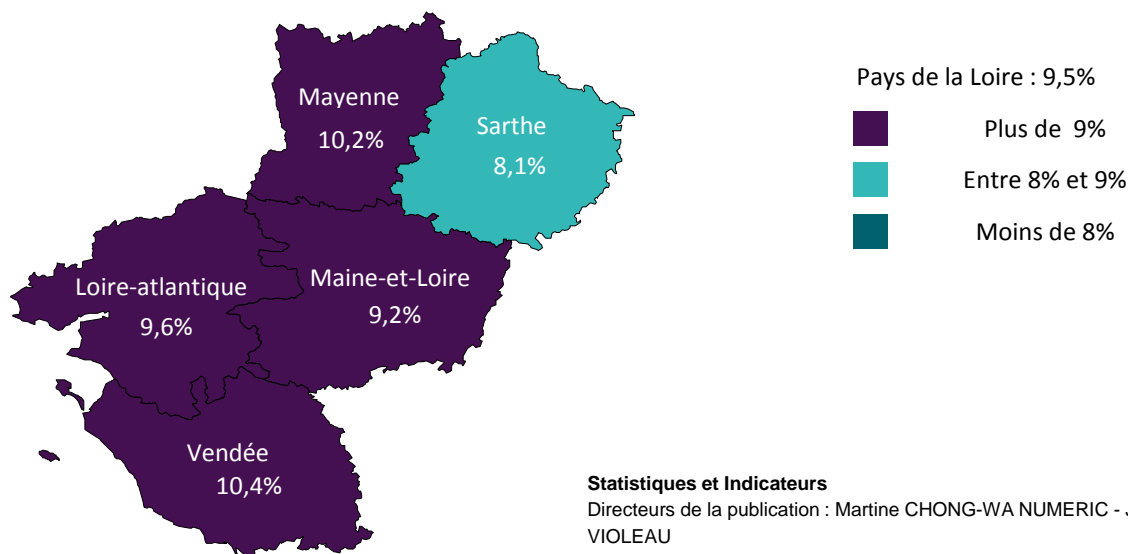 Mayenne
10,2%
Sarthe
8,1%
Loire-atlantique
9,6%
Maine-et-Loire
9,2%
Vendée
10,4%
Pays de la Loire : 9,5%
Plus de 9%
Entre 8% et 9%
Moins de 8%
Statistiques et Indicateurs
Directeurs de la publication : Martine CHONG-WA NUMERIC -
VIOLEAU